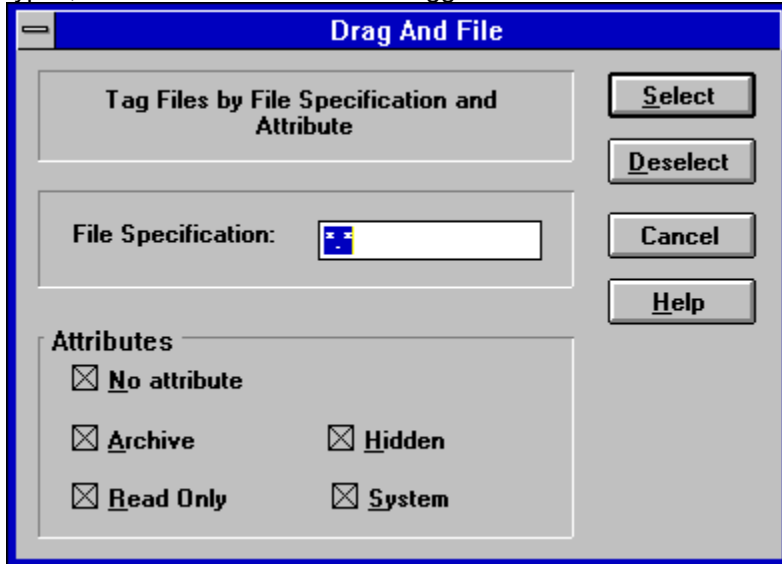 Drag And File
Tag Files by File Specification and
Attribute
Select
Deselect
File Specification: *.*
Cancel
Help
Attributes
No attribute
Archive
Hidden
Read Only
System